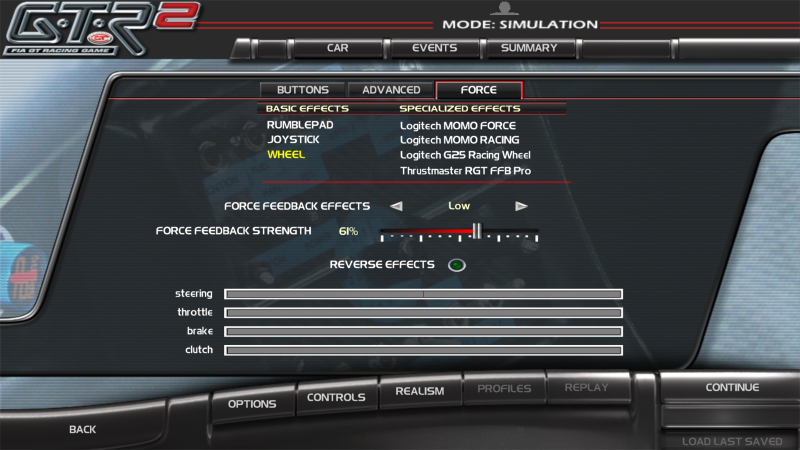 GTR2
FIA GT RACING GAME
MODE: SIMULATION
CAR EVENTS SUMMARY
BUTTONS ADVANCED FORCE
BASIC EFFECTS SPECIALIZED EFFECTS
RUMBLEPAD Logitech MOMO FORCE
JOYSTICK Logitech MOMO RACING
WHEEL Logitech G25 Racing Wheel
Thrustmaster RGT FFB Pro
FORCE FEEDBACK EFFECTS Low
FORCE FEEDBACK STRENGTH 61%
REVERSE EFFECTS
steering
throttle
brake
clutch
BACK OPTIONS CONTROLS REALISM PROFILES REPLAY CONTINUE
LOAD LAST SAVED